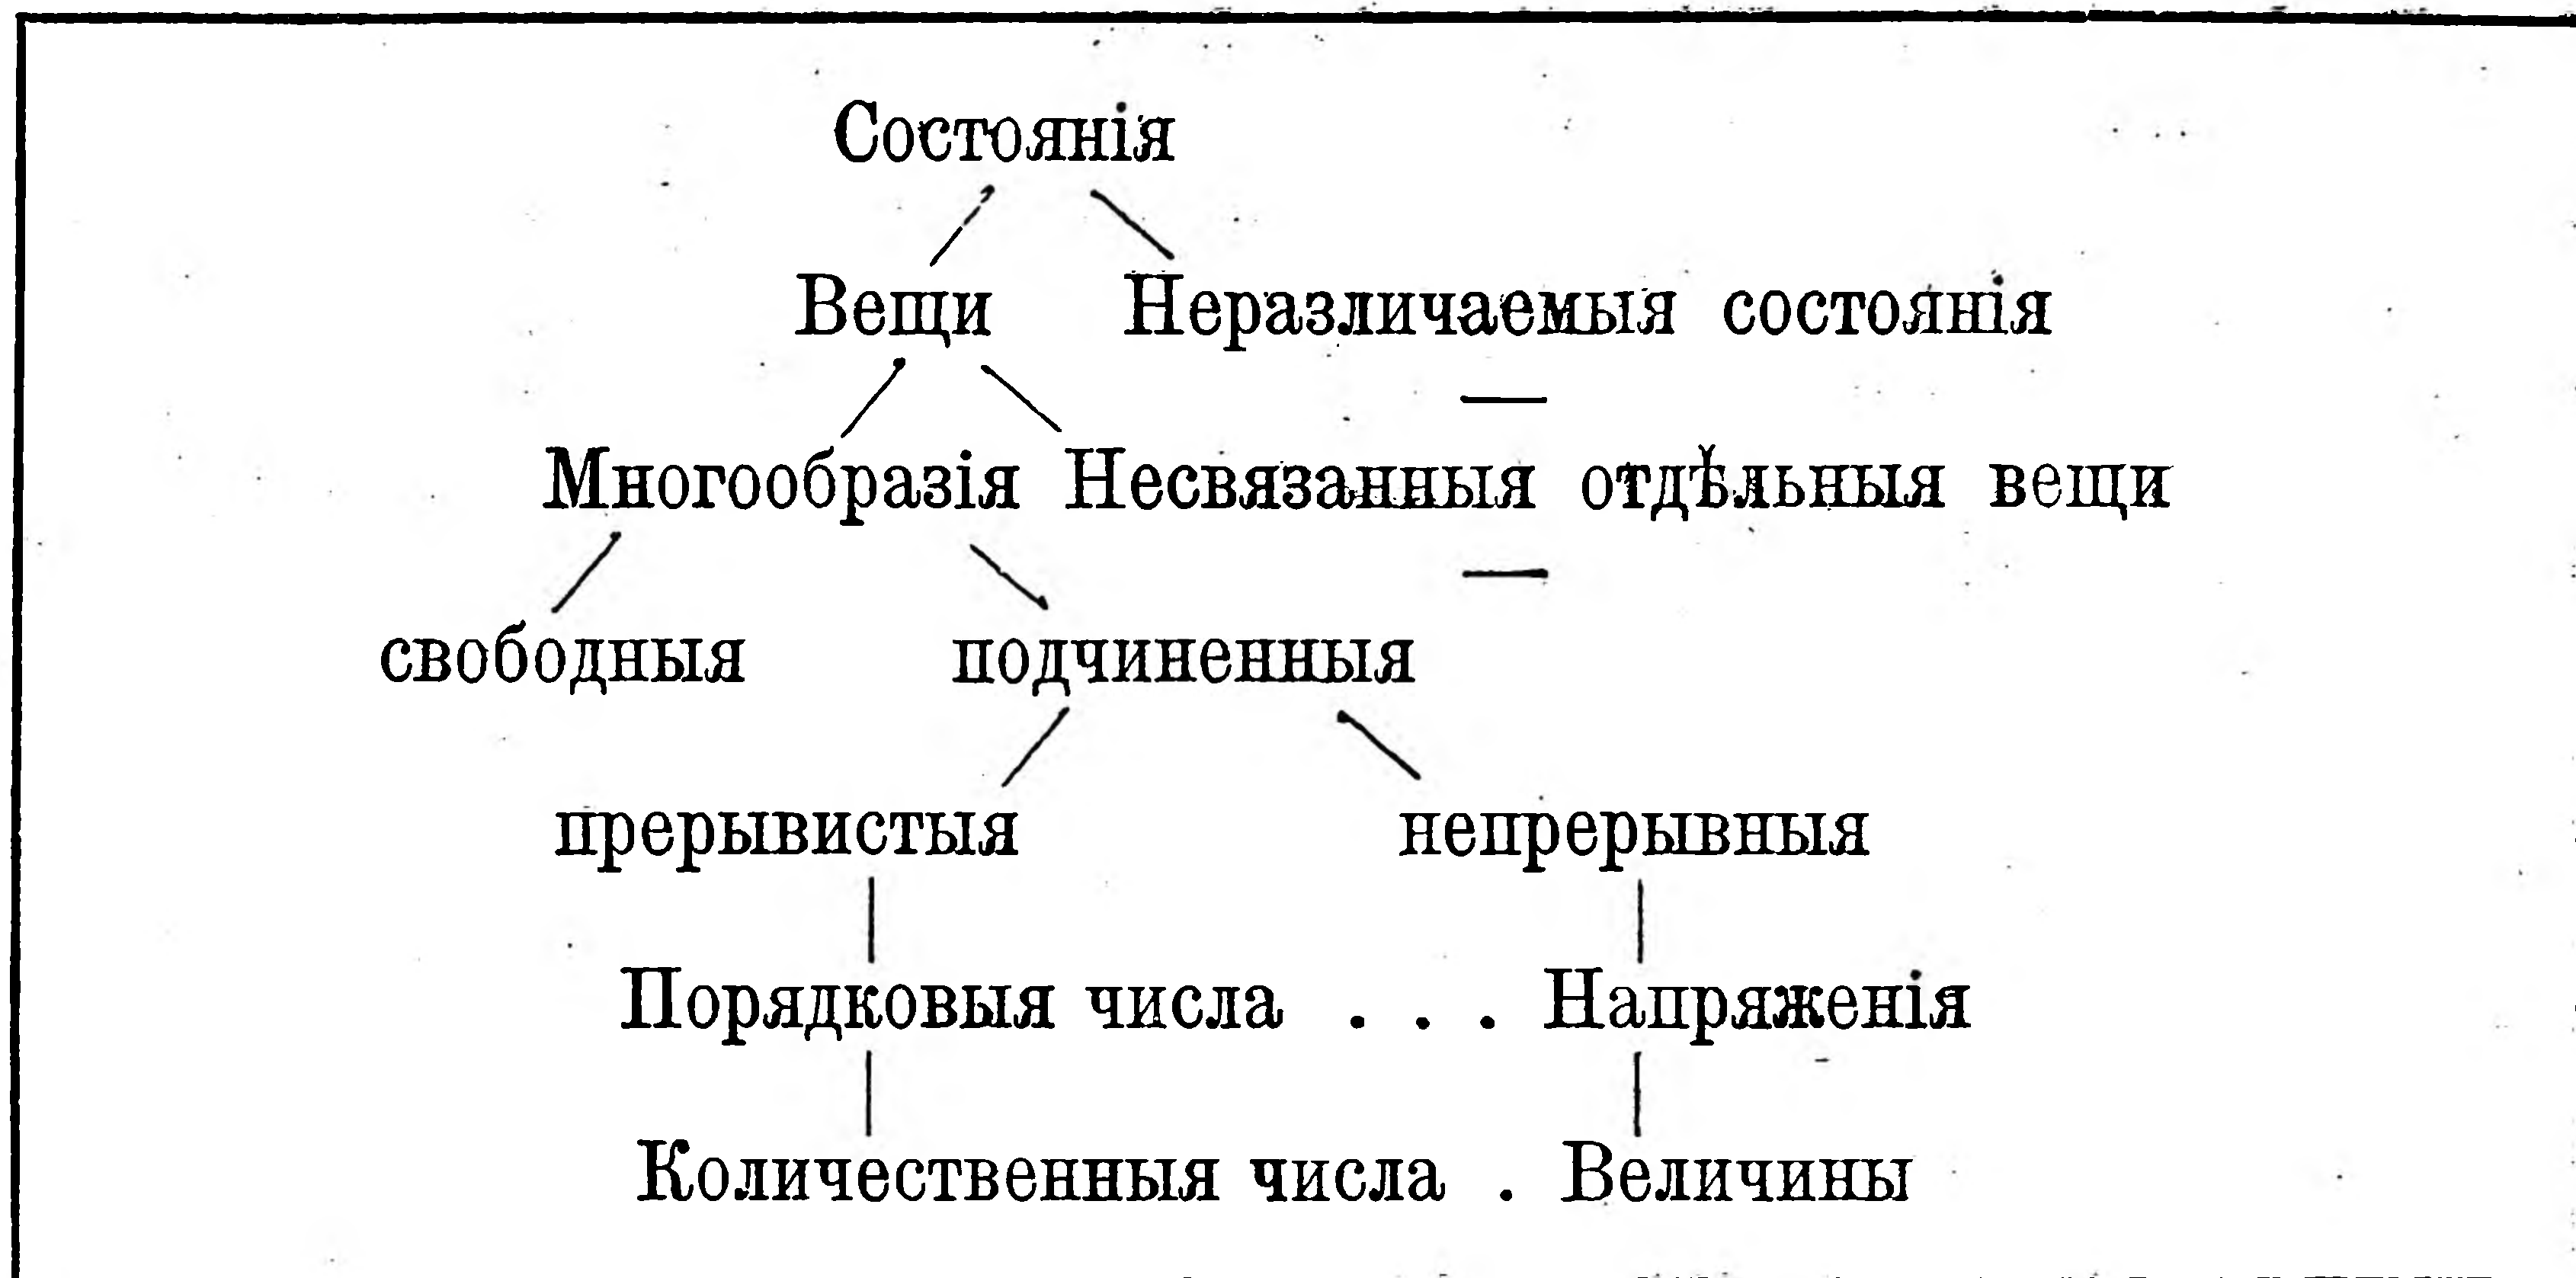 Состоянія
Вещи Неразличаемыя состоянія
Многообразія Несвязанныя отдѣльныя вещи
свободныя подчиненныя
прерывистыя непрерывныя
Порядковыя числа . . . Напряженія
Количественныя числа . Величины